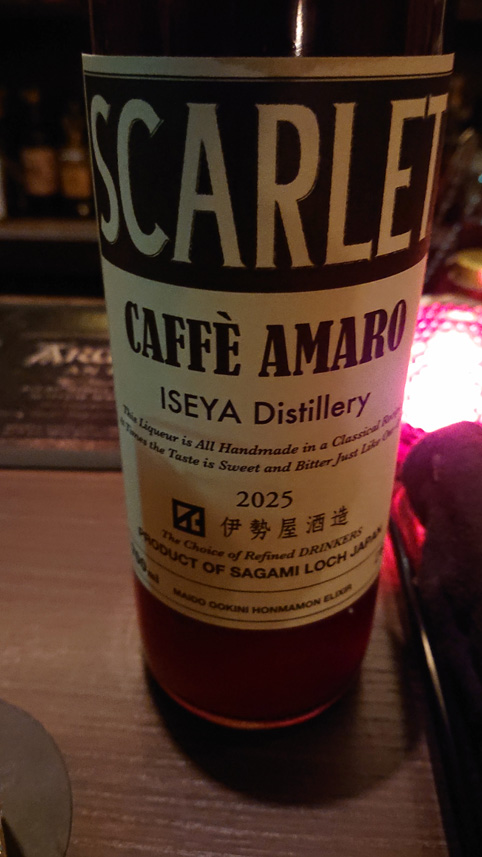 SCARLET
CAFFÈ AMARO
ISEYA Distillery
This Liqueur is All Handmade in a Classical
Times the Taste is Sweet and Bitter Just Like
2025
伊勢屋酒造
The Choice of Refined DRINKERS
PRODUCT OF SAGAMI LOCH JAPAN
ml
MAIDO OOKINI HONMAMON ELIXIR